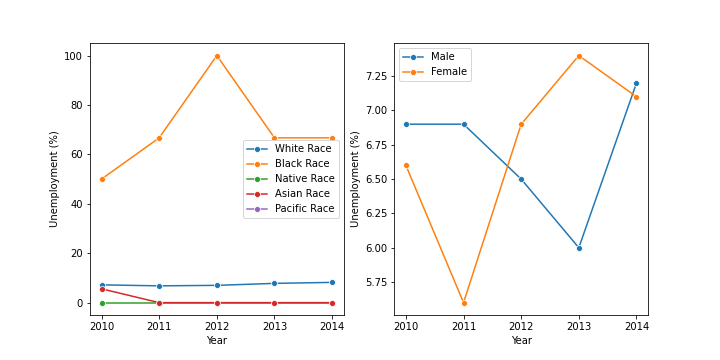 100
80
60
40
20
0
Unemployment (%)
2010 2011 2012 2013 2014
Year
White Race
Black Race
Native Race
Asian Race
Pacific Race
7.25
7.00
6.75
6.50
6.25
6.00
5.75
Unemployment (%)
2010 2011 2012 2013 2014
Year
Male
Female